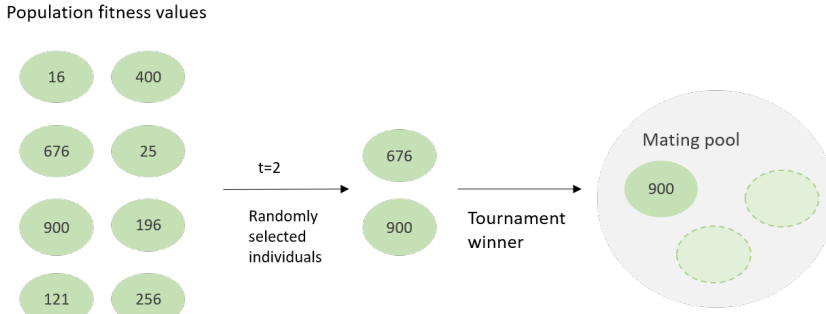 Population fitness values
16 400
676 25
900 196
121 256
t=2
Randomly
selected
individuals
676
900
Tournament
winner
Mating pool
900